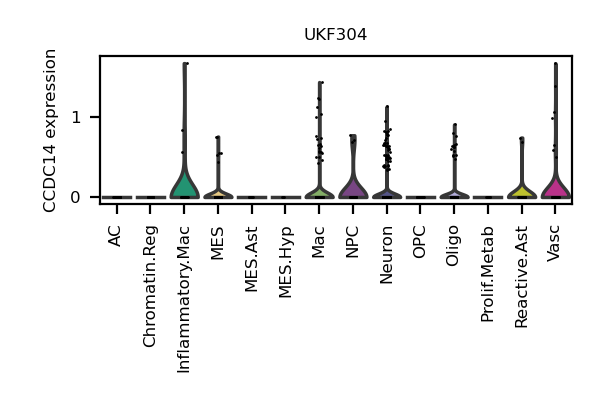 UKF304
CCDC14 expression
1
0
AC
Chromatin.Reg
Inflammatory.Mac
MES
MES.Ast
MES.Hyp
Mac
NPC
Neuron
OPC
Oligo
Prolif.Metab
Reactive.Ast
Vasc